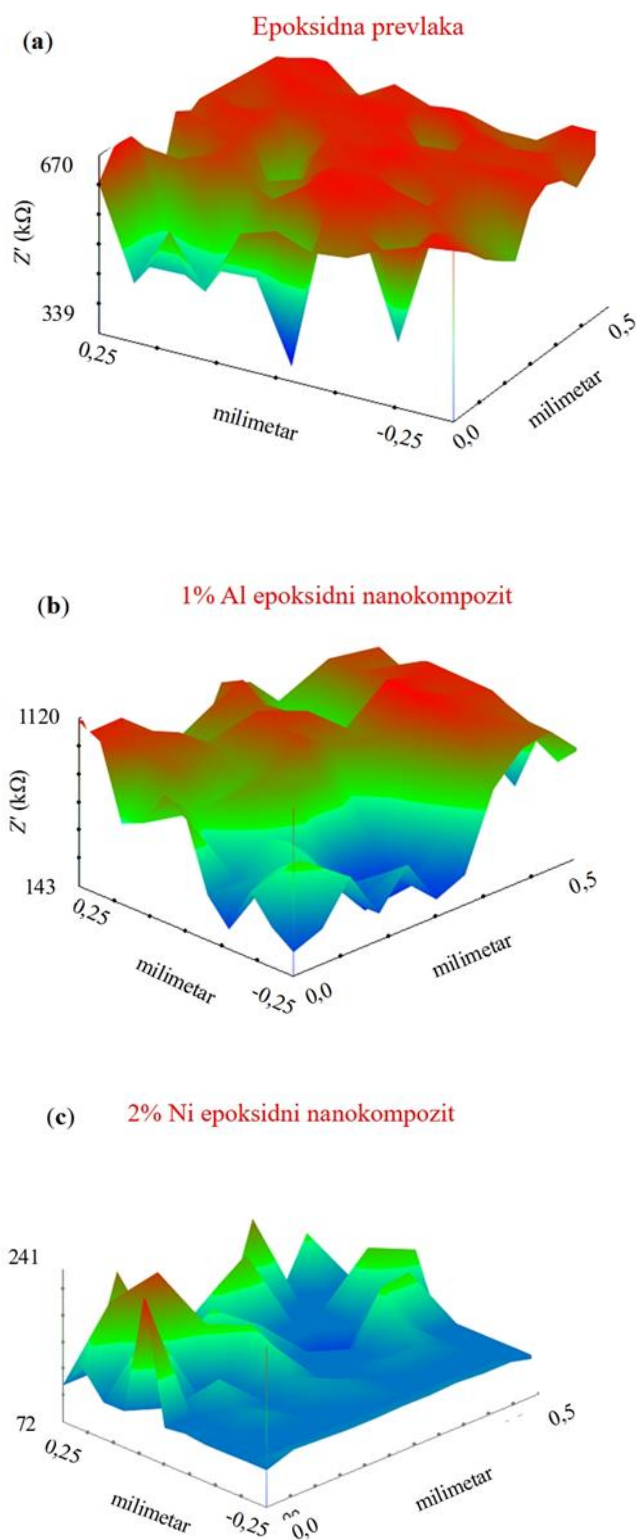 (a) Epoksidna prevlaka
670
Z' (kΩ)
339
0,25
milimetar
-0,25
0,0
milimetar
0,5
(b) 1% Al epoksidni nanokompozit
1120
Z' (kΩ)
143
0,25
milimetar
-0,25
0,0
milimetar
0,5
(c) 2% Ni epoksidni nanokompozit
241
72
0,25
milimetar
-0,25
0,0
milimetar
0,5